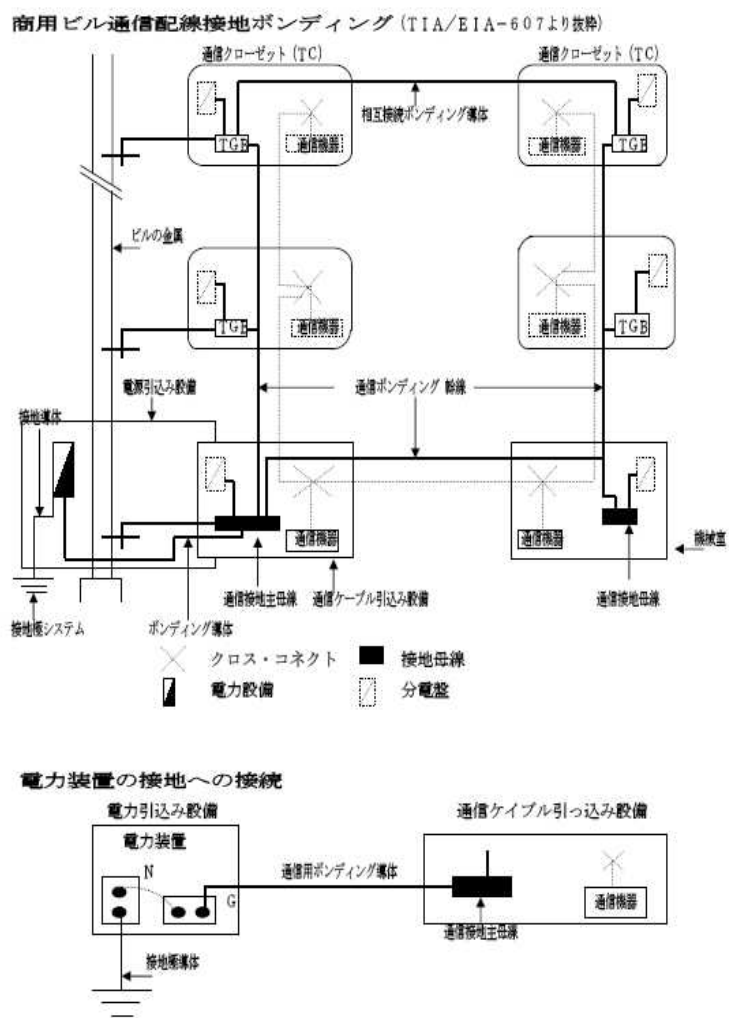 商用ビル通信配線接地ボンディング(TIA/EIA-607より抜粋)
通信クローゼット(TC)
通信クローゼット(TC)
相互接続ボンディング導体
TGB
通信機器
通信機器
TGB
ビルの金属
TGB
通信機器
通信機器
TGB
電源引込み設備
通信ボンディング 幹線
接地導体
通信機器
通信機器
機械室
通信接地主母線
通信ケーブル引込み設備
通信接地母線
接地極システム
ボンディング導体
クロス・コネクト
接地母線
電力設備
分電盤
電力装置の接地への接続
電力引込み設備
通信ケイブル引っ込み設備
電力装置
N
通信用ボンディング導体
G
通信機器
通信接地主母線
接地極導体